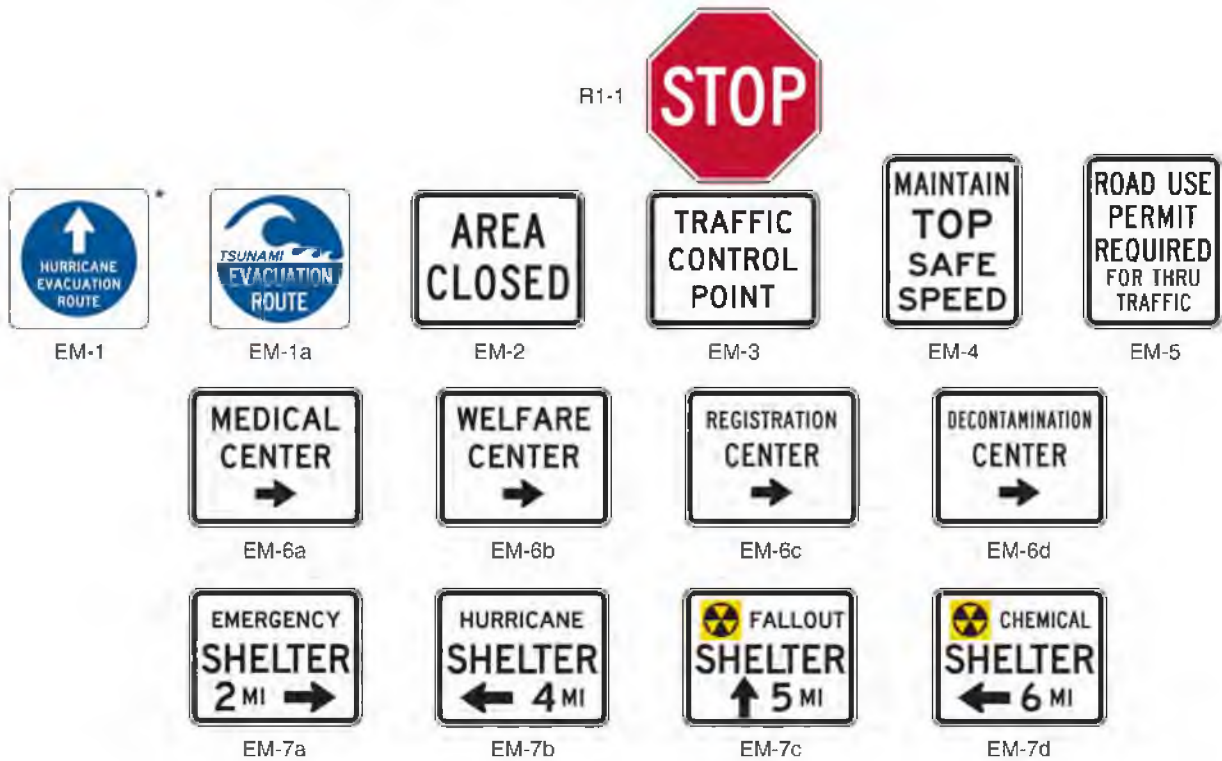 R1-1
STOP
*
HURRICANE
EVACUATION
ROUTE
EM-1
TSUNAMI
EVACUATION
ROUTE
EM-1a
AREA
CLOSED
EM-2
TRAFFIC
CONTROL
POINT
EM-3
MAINTAIN
TOP
SAFE
SPEED
EM-4
ROAD USE
PERMIT
REQUIRED
FOR THRU
TRAFFIC
EM-5
MEDICAL
CENTER
EM-6a
WELFARE
CENTER
EM-6b
REGISTRATION
CENTER
EM-6c
DECONTAMINATION
CENTER
EM-6d
EMERGENCY
SHELTER
2 MI
EM-7a
HURRICANE
SHELTER
4 MI
EM-7b
FALLOUT
SHELTER
5 MI
EM-7c
CHEMICAL
SHELTER
6 MI
EM-7d